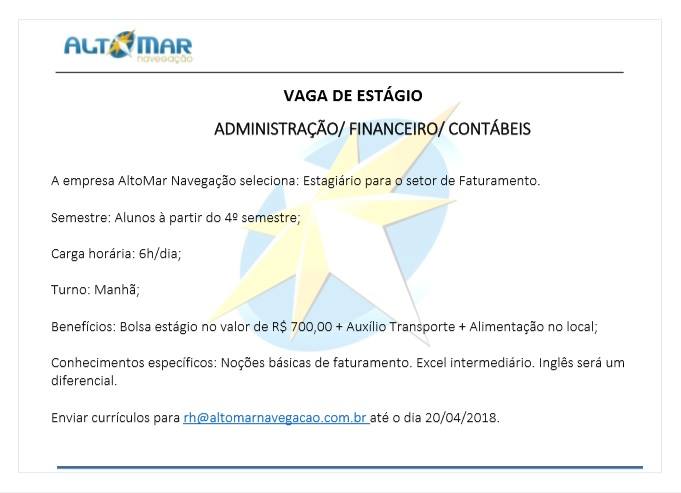 ALTOMAR
navegação
VAGA DE ESTÁGIO
ADMINISTRAÇÃO/ FINANCEIRO/ CONTÁBEIS
A empresa AltoMar Navegação seleciona: Estagiário para o setor de Faturamento.
Semestre: Alunos à partir do 4º semestre;
Carga horária: 6h/dia;
Turno: Manhã;
Benefícios: Bolsa estágio no valor de R$ 700,00 + Auxílio Transporte + Alimentação no local;
Conhecimentos específicos: Noções básicas de faturamento. Excel intermediário. Inglês será um
diferencial.
Enviar currículos para rh@altomarnavegacao.com.br até o dia 20/04/2018.